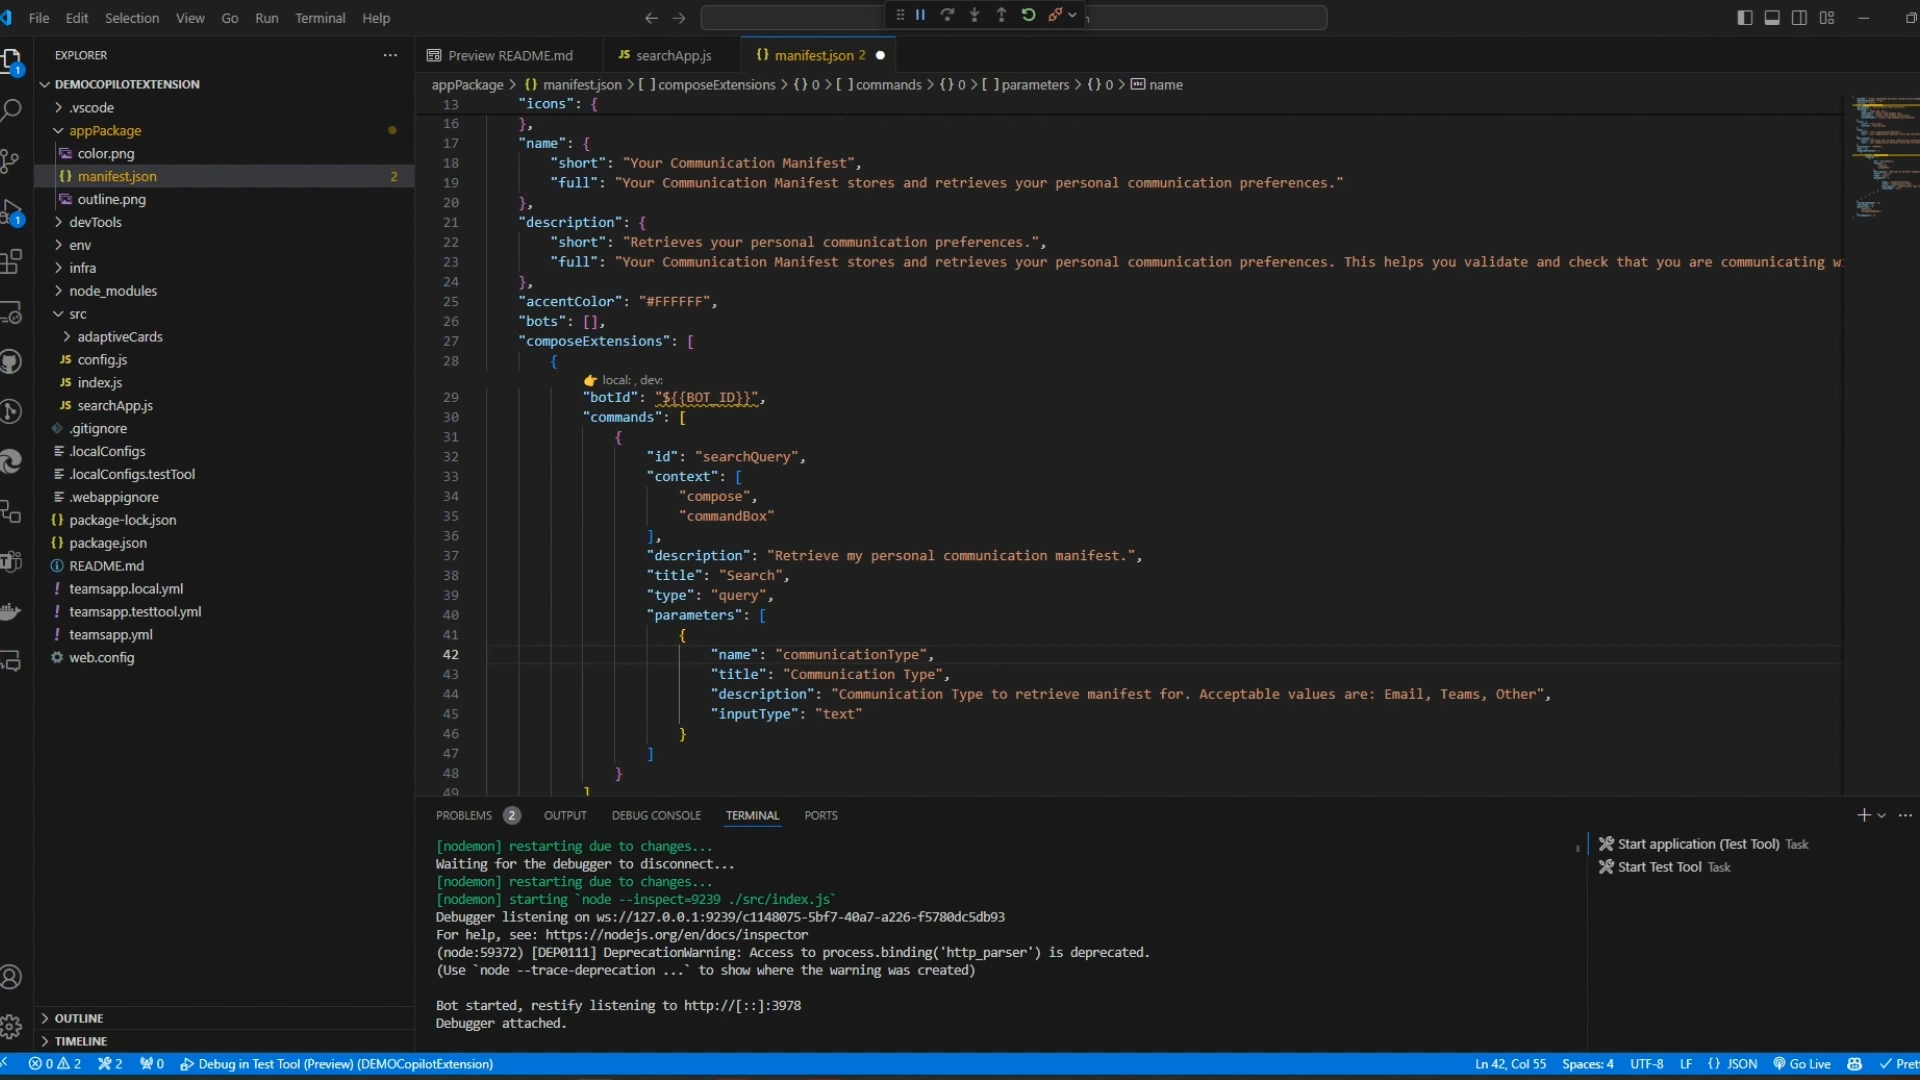 File Edit Selection View Go Run Terminal Help
EXPLORER
DEMOCOPILOTEXTENSION
.vscode
appPackage
color.png
manifest.json 2
outline.png
devTools
env
infra
node_modules
src
adaptiveCards
JS config.js
JS index.js
JS searchApp.js
.gitignore
.localConfigs
.localConfigs.testTool
.webappignore
{} package-lock.json
{} package.json
README.md
! teamsapp.local.yml
! teamsapp.testtool.yml
! teamsapp.yml
web.config
OUTLINE
TIMELINE
Preview README.md
JS searchApp.js
{} manifest.json 2
appPackage > {} manifest.json > [ ] composeExtensions > {} 0 > [ ] commands > {} 0 > [ ] parameters > {} 0 > name
13 "icons": {
16 },
17 "name": {
18 "short": "Your Communication Manifest",
19 "full": "Your Communication Manifest stores and retrieves your personal communication preferences."
20 },
21 "description": {
22 "short": "Retrieves your personal communication preferences.",
23 "full": "Your Communication Manifest stores and retrieves your personal communication preferences. This helps you validate and check that you are communicating
24 },
25 "accentColor": "#FFFFFF",
26 "bots": [],
27 "composeExtensions": [
28 {
👉 local: , dev:
29 "botId": "${{BOT_ID}}",
30 "commands": [
31 {
32 "id": "searchQuery",
33 "context": [
34 "compose",
35 "commandBox"
36 ],
37 "description": "Retrieve my personal communication manifest.",
38 "title": "Search",
39 "type": "query",
40 "parameters": [
41 {
42 "name": "communicationType",
43 "title": "Communication Type",
44 "description": "Communication Type to retrieve manifest for. Acceptable values are: Email, Teams, Other",
45 "inputType": "text"
46 }
47 ]
48 }
49 ]
PROBLEMS 2 OUTPUT DEBUG CONSOLE TERMINAL PORTS
[nodemon] restarting due to changes...
Waiting for the debugger to disconnect...
[nodemon] restarting due to changes...
[nodemon] starting `node --inspect=9239 ./src/index.js`
Debugger listening on ws://127.0.0.1:9239/c1148075-5bf7-40a7-a226-f5780dc5db93
For help, see: https://nodejs.org/en/docs/inspector
(node:59372) [DEP0111] DeprecationWarning: Access to process.binding('http_parser') is deprecated.
(Use `node --trace-deprecation ...` to show where the warning was created)
Bot started, restify listening to http://[::]:3978
Debugger attached.
Start application (Test Tool) Task
Start Test Tool Task
0 2 2 0 Debug in Test Tool (Preview) (DEMOCopilotExtension)
Ln 42, Col 55 Spaces: 4 UTF-8 LF {} JSON Go Live